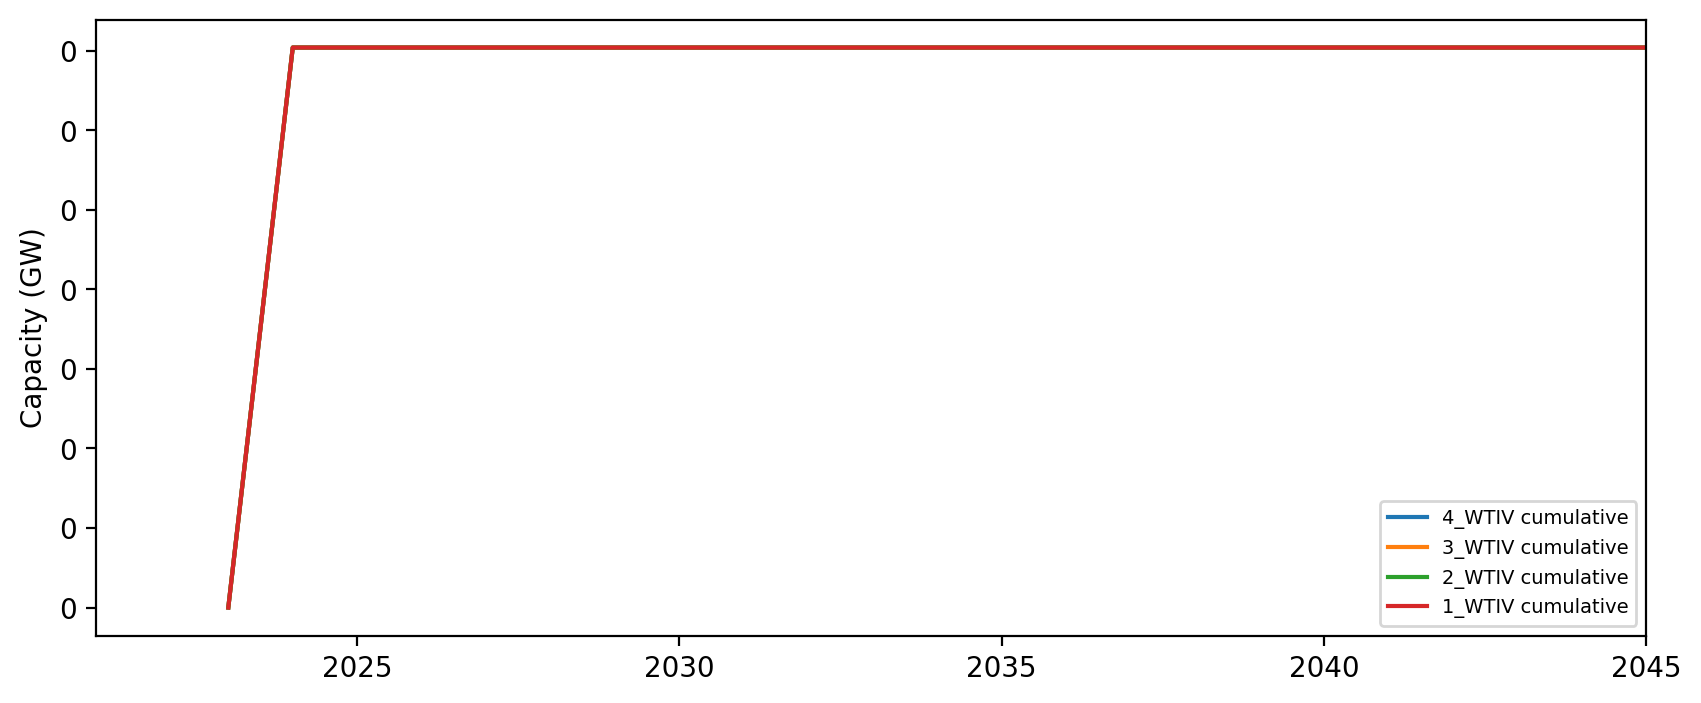 Capacity (GW)
0
0
0
0
0
0
0
0
2025
2030
2035
2040
2045
4_WTIV cumulative
3_WTIV cumulative
2_WTIV cumulative
1_WTIV cumulative